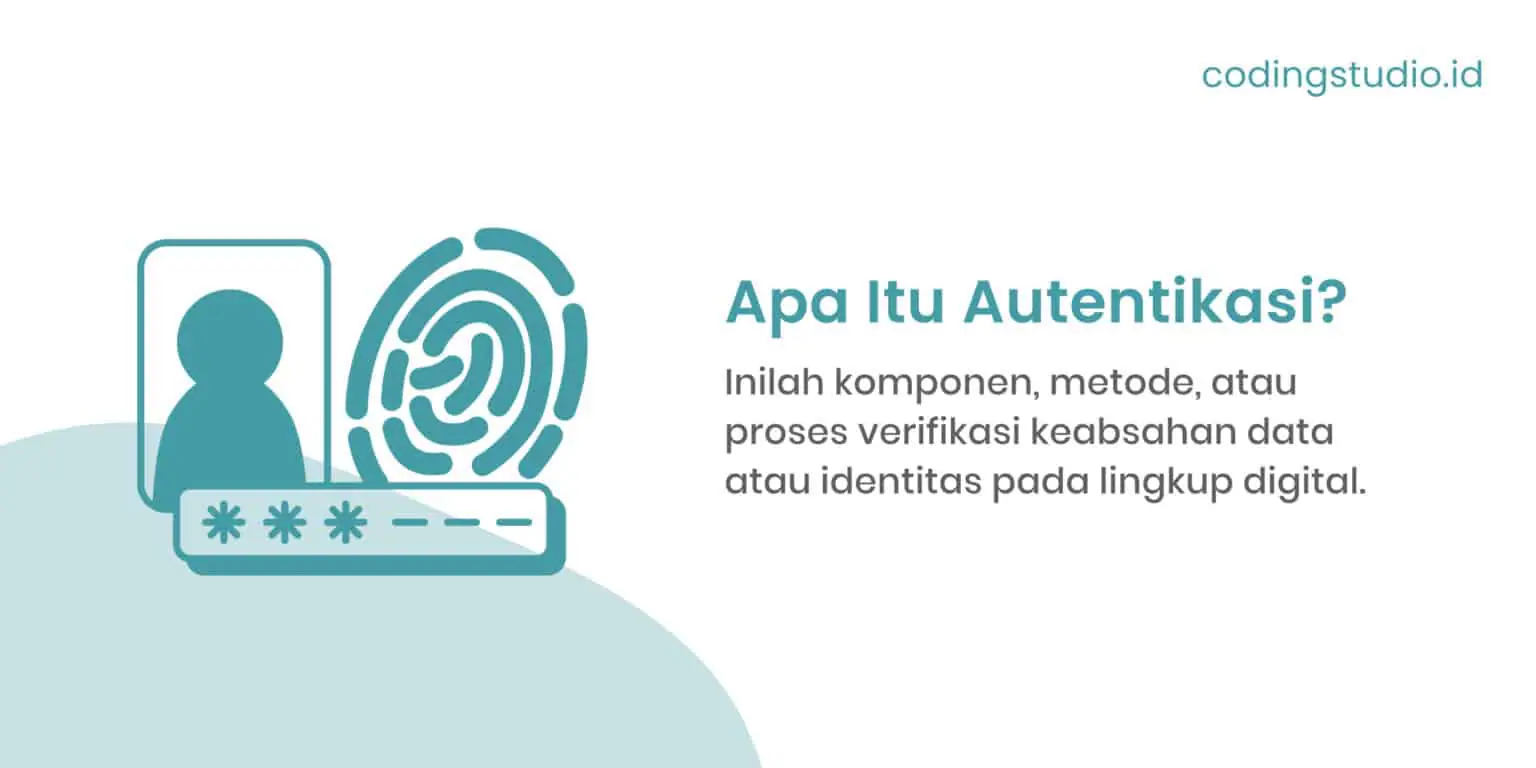 codingstudio.id
Apa Itu Autentikasi?
Inilah komponen, metode, atau
proses verifikasi keabsahan data
atau identitas pada lingkup digital.